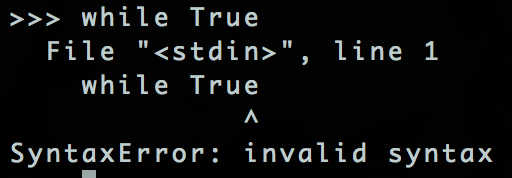 >>> while True
  File "<stdin>", line 1
    while True
             ^
SyntaxError: invalid syntax